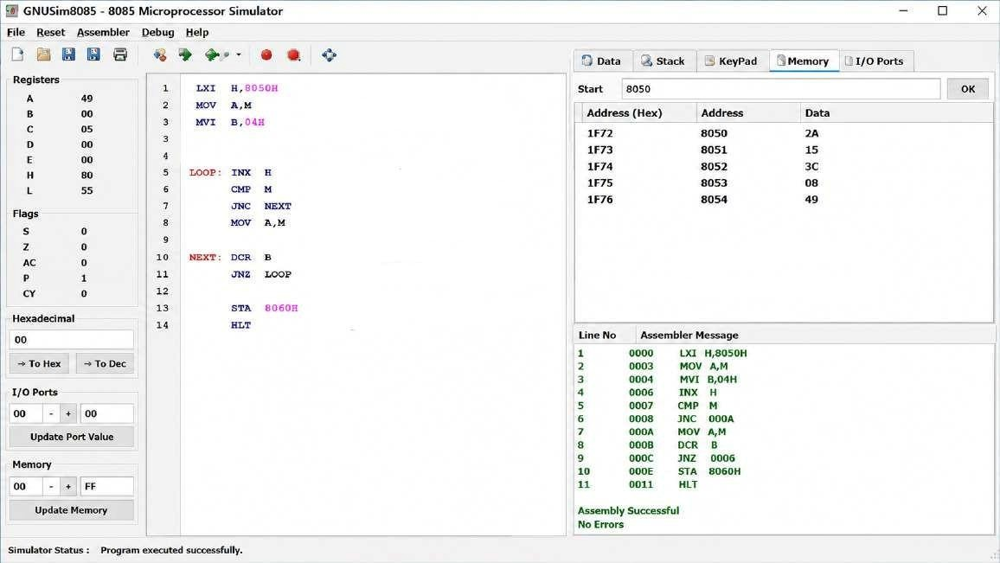 GNUSim8085 - 8085 Microprocessor Simulator
File Reset Assembler Debug Help
Registers
A 49
B 00
C 05
D 00
E 00
H 80
L 55
Flags
S 0
Z 0
AC 0
P 1
CY 0
Hexadecimal
00
→ To Hex → To Dec
I/O Ports
00 - + 00
Update Port Value
Memory
00 - + FF
Update Memory
1 LXI H,8050H
2 MOV A,M
3 MVI B,04H
3
4
5 LOOP: INX H
6 CMP M
7 JNC NEXT
8 MOV A,M
9
10 NEXT: DCR B
11 JNZ LOOP
12
13 STA 8060H
14 HLT
Data Stack KeyPad Memory I/O Ports
Start 8050 OK
Address (Hex) Address Data
1F72 8050 2A
1F73 8051 15
1F74 8052 3C
1F75 8053 08
1F76 8054 49
Line No Assembler Message
1 0000 LXI H,8050H
2 0003 MOV A,M
3 0004 MVI B,04H
4 0006 INX H
5 0007 CMP M
6 0008 JNC 000A
7 000A MOV A,M
8 000B DCR B
9 000C JNZ 0006
10 000E STA 8060H
11 0011 HLT
Assembly Successful
No Errors
Simulator Status : Program executed successfully.